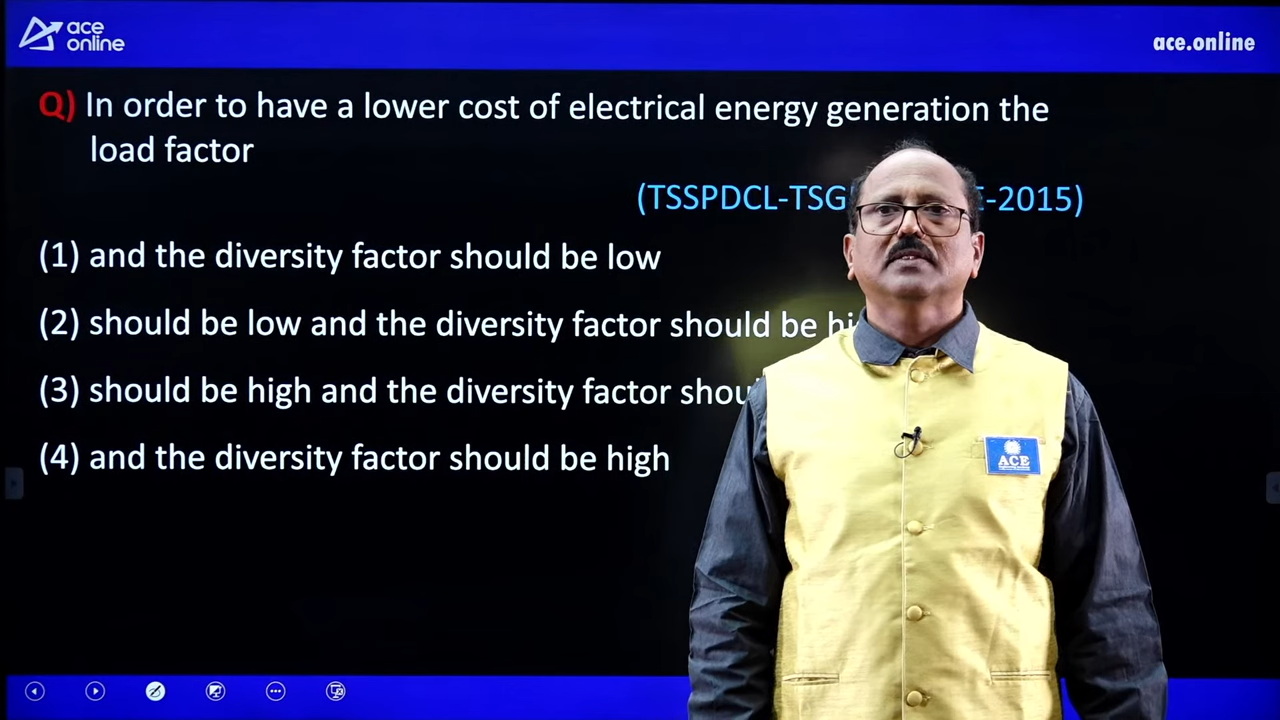 ace
online
ace.online
Q) In order to have a lower cost of electrical energy generation the
load factor
(TSSPDCL-TSG -2015)
(1) and the diversity factor should be low
(2) should be low and the diversity factor should be
(3) should be high and the diversity factor
(4) and the diversity factor should be high
ACE